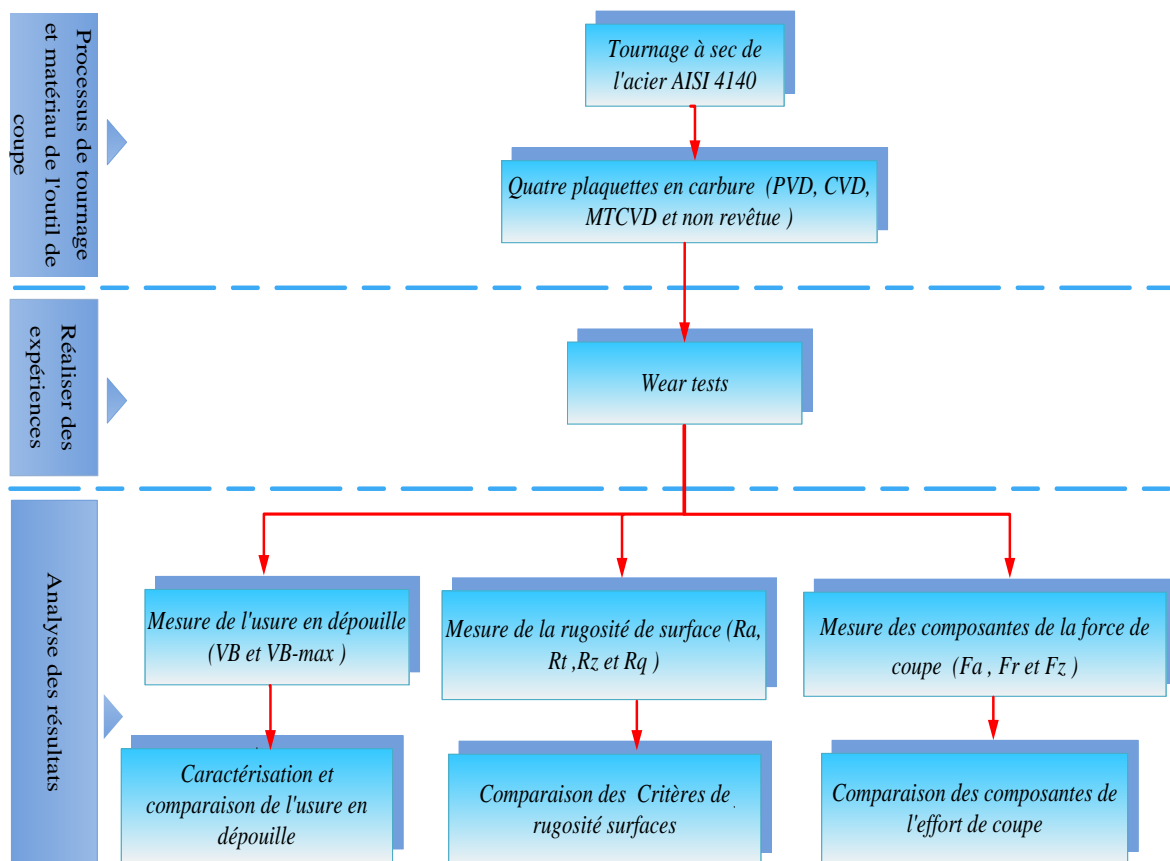 Processus de tournage
et matériau de l'outil de
coupe
Tournage à sec de
l'acier AISI 4140
Quatre plaquettes en carbure (PVD, CVD,
MTCVD et non revêtue )
Réaliser des
expériences
Wear tests
Analyse des résultats
Mesure de l'usure en dépouille
(VB et VB-max )
Mesure de la rugosité de surface (Ra,
Rt ,Rz et Rq )
Mesure des composantes de la force de
coupe (Fa , Fr et Fz )
Caractérisation et
comparaison de l'usure en
dépouille
Comparaison des Critères de
rugosité surfaces
Comparaison des composantes de
l'effort de coupe